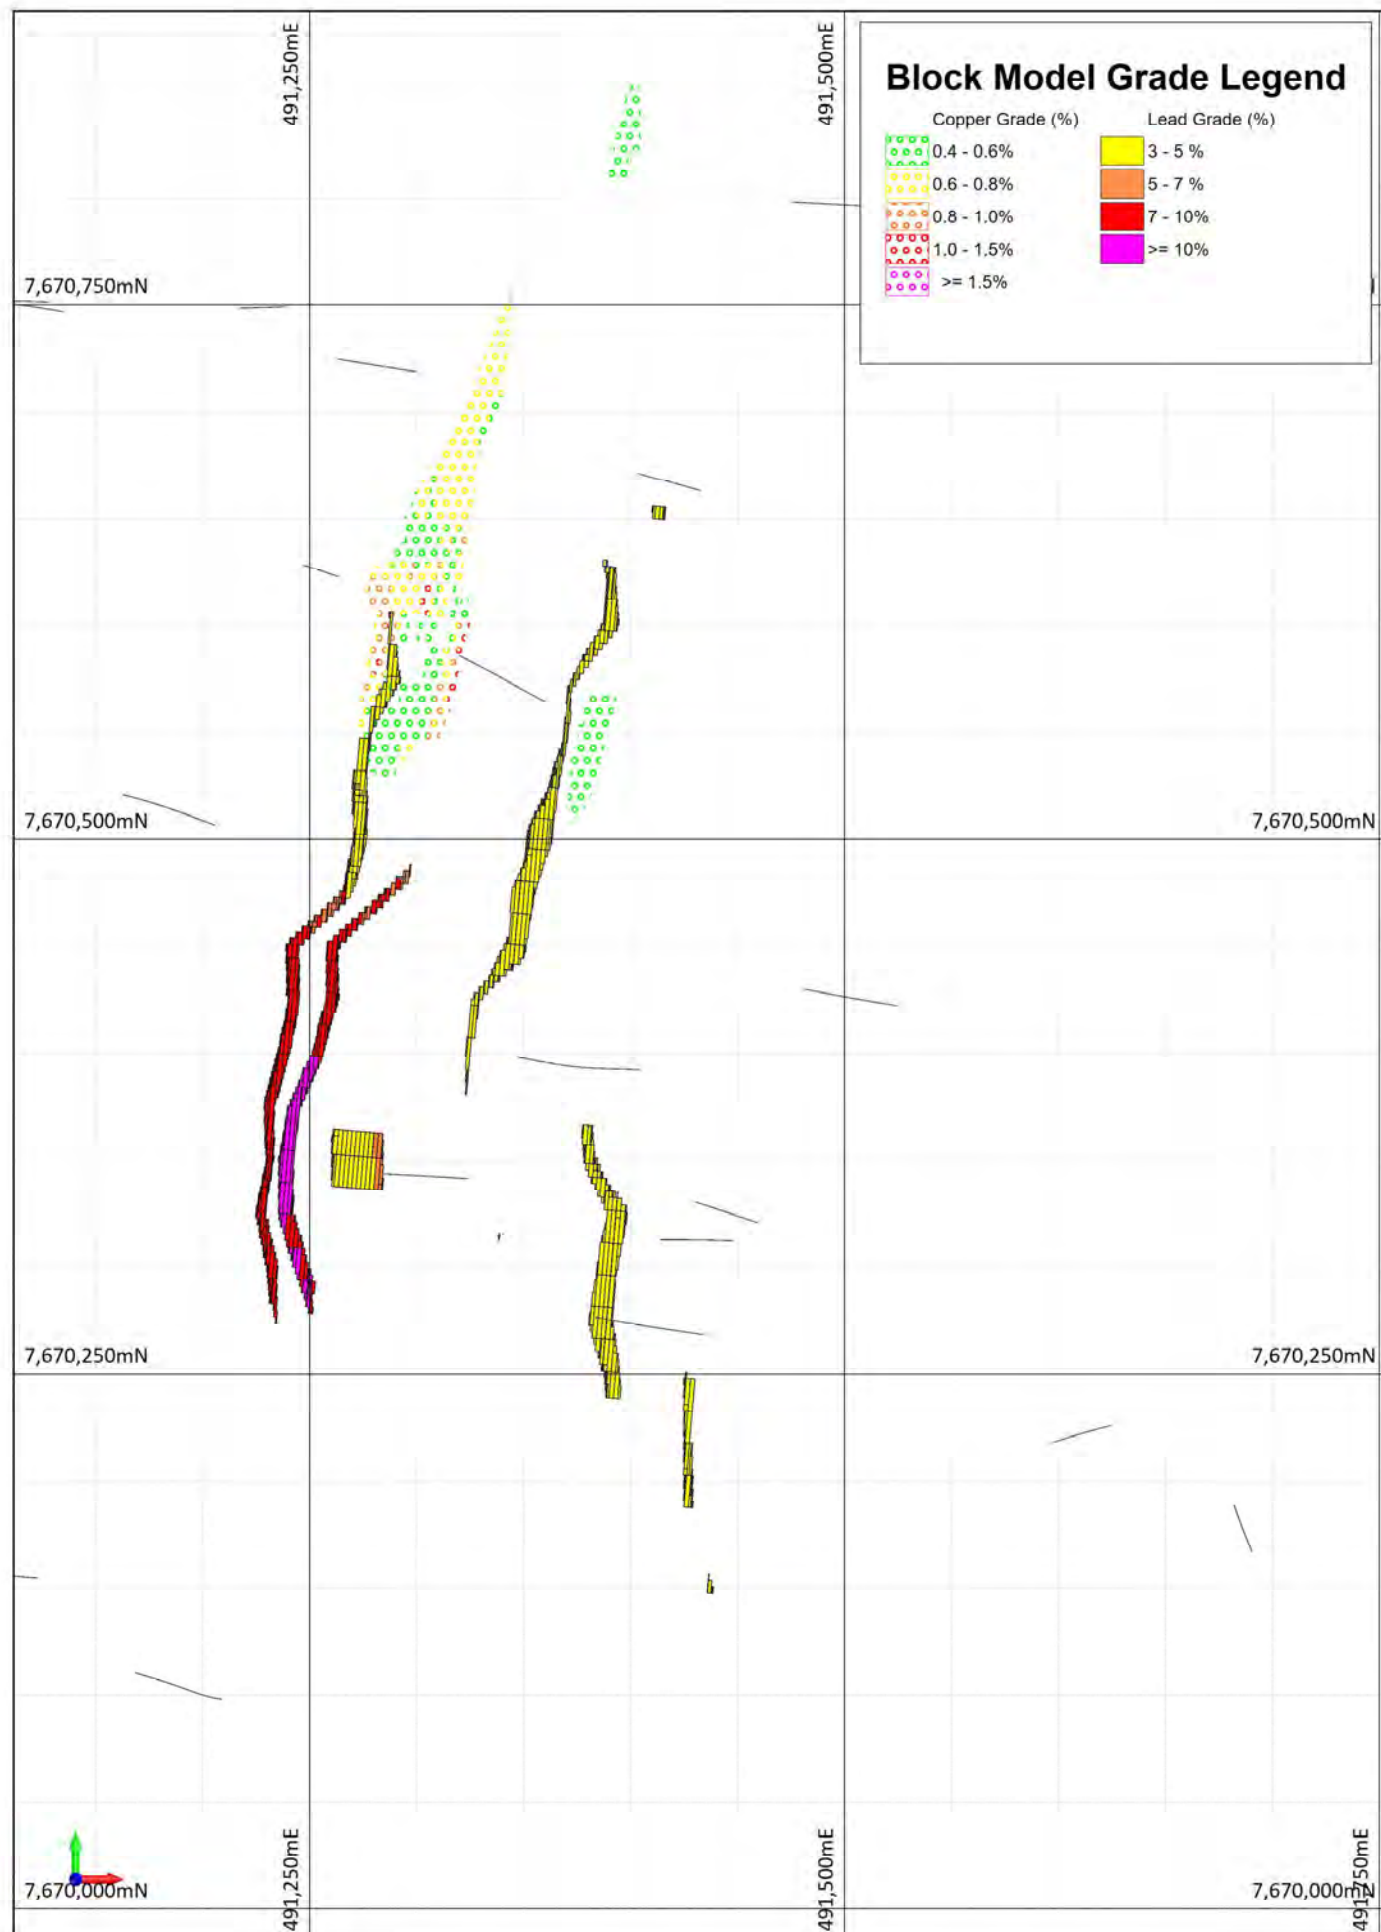 491,250mE
491,500mE
Block Model Grade Legend
Copper Grade (%)
Lead Grade (%)
0.4 - 0.6%
3 - 5 %
0.6 - 0.8%
5 - 7 %
0.8 - 1.0%
7 - 10%
1.0 - 1.5%
>= 10%
>= 1.5%
7,670,750mN
7,670,500mN
7,670,500mN
7,670,250mN
7,670,250mN
491,250mE
491,500mE
491,750mE
7,670,000mN
7,670,000mN